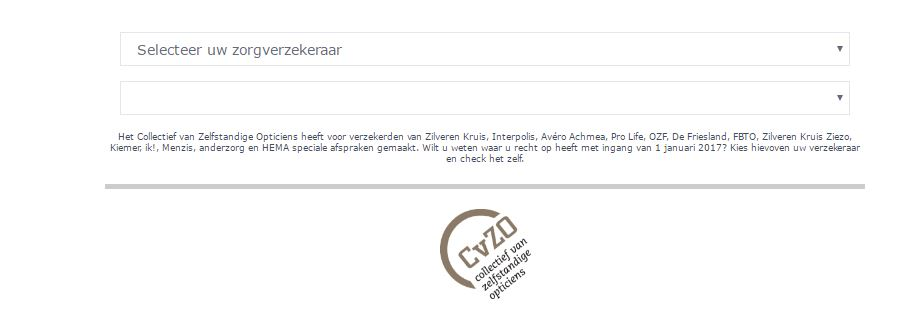 Selecteer uw zorgverzekeraar
Het Collectief van Zelfstandige Opticiens heeft voor verzekerden van Zilveren Kruis, Interpolis, Avéro Achmea, Pro Life, OZF, De Friesland, FBTO, Zilveren Kruis Ziezo,
Kiemer, ik!, Menzis, anderzorg en HEMA speciale afspraken gemaakt. Wilt u weten waar u recht op heeft met ingang van 1 januari 2017? Kies hievoven uw verzekeraar
en check het zelf.
CvZO
collectief van
zelfstandige
opticiens